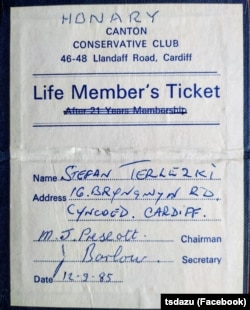 HONARY
CANTON
CONSERVATIVE CLUB
46-48 Llandaff Road, Cardiff
Life Member's Ticket
After 21 Years Membership
Name STEFAN TERLEZKI
Address 16. BRYNGWYN RD.
CYNCOED. CARDIFF.
M. J. Prescott. Chairman
J Barlow. Secretary
Date 12-9-85
tsdazu (Facebook)